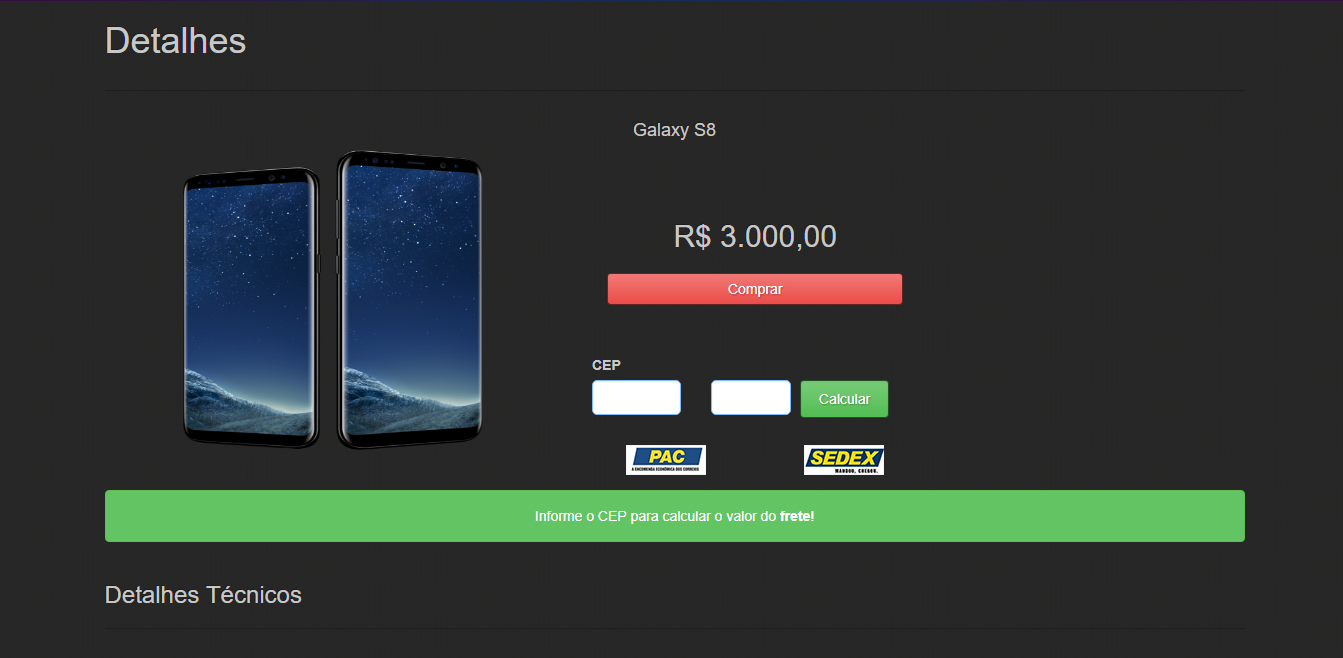 Detalhes
Galaxy S8
R$ 3.000,00
Comprar
CEP
Calcular
PAC
A ENCOMENDA ECONÔMICA DOS CORREIOS
SEDEX
MANDOU, CHEGOU.
Informe o CEP para calcular o valor do frete!
Detalhes Técnicos